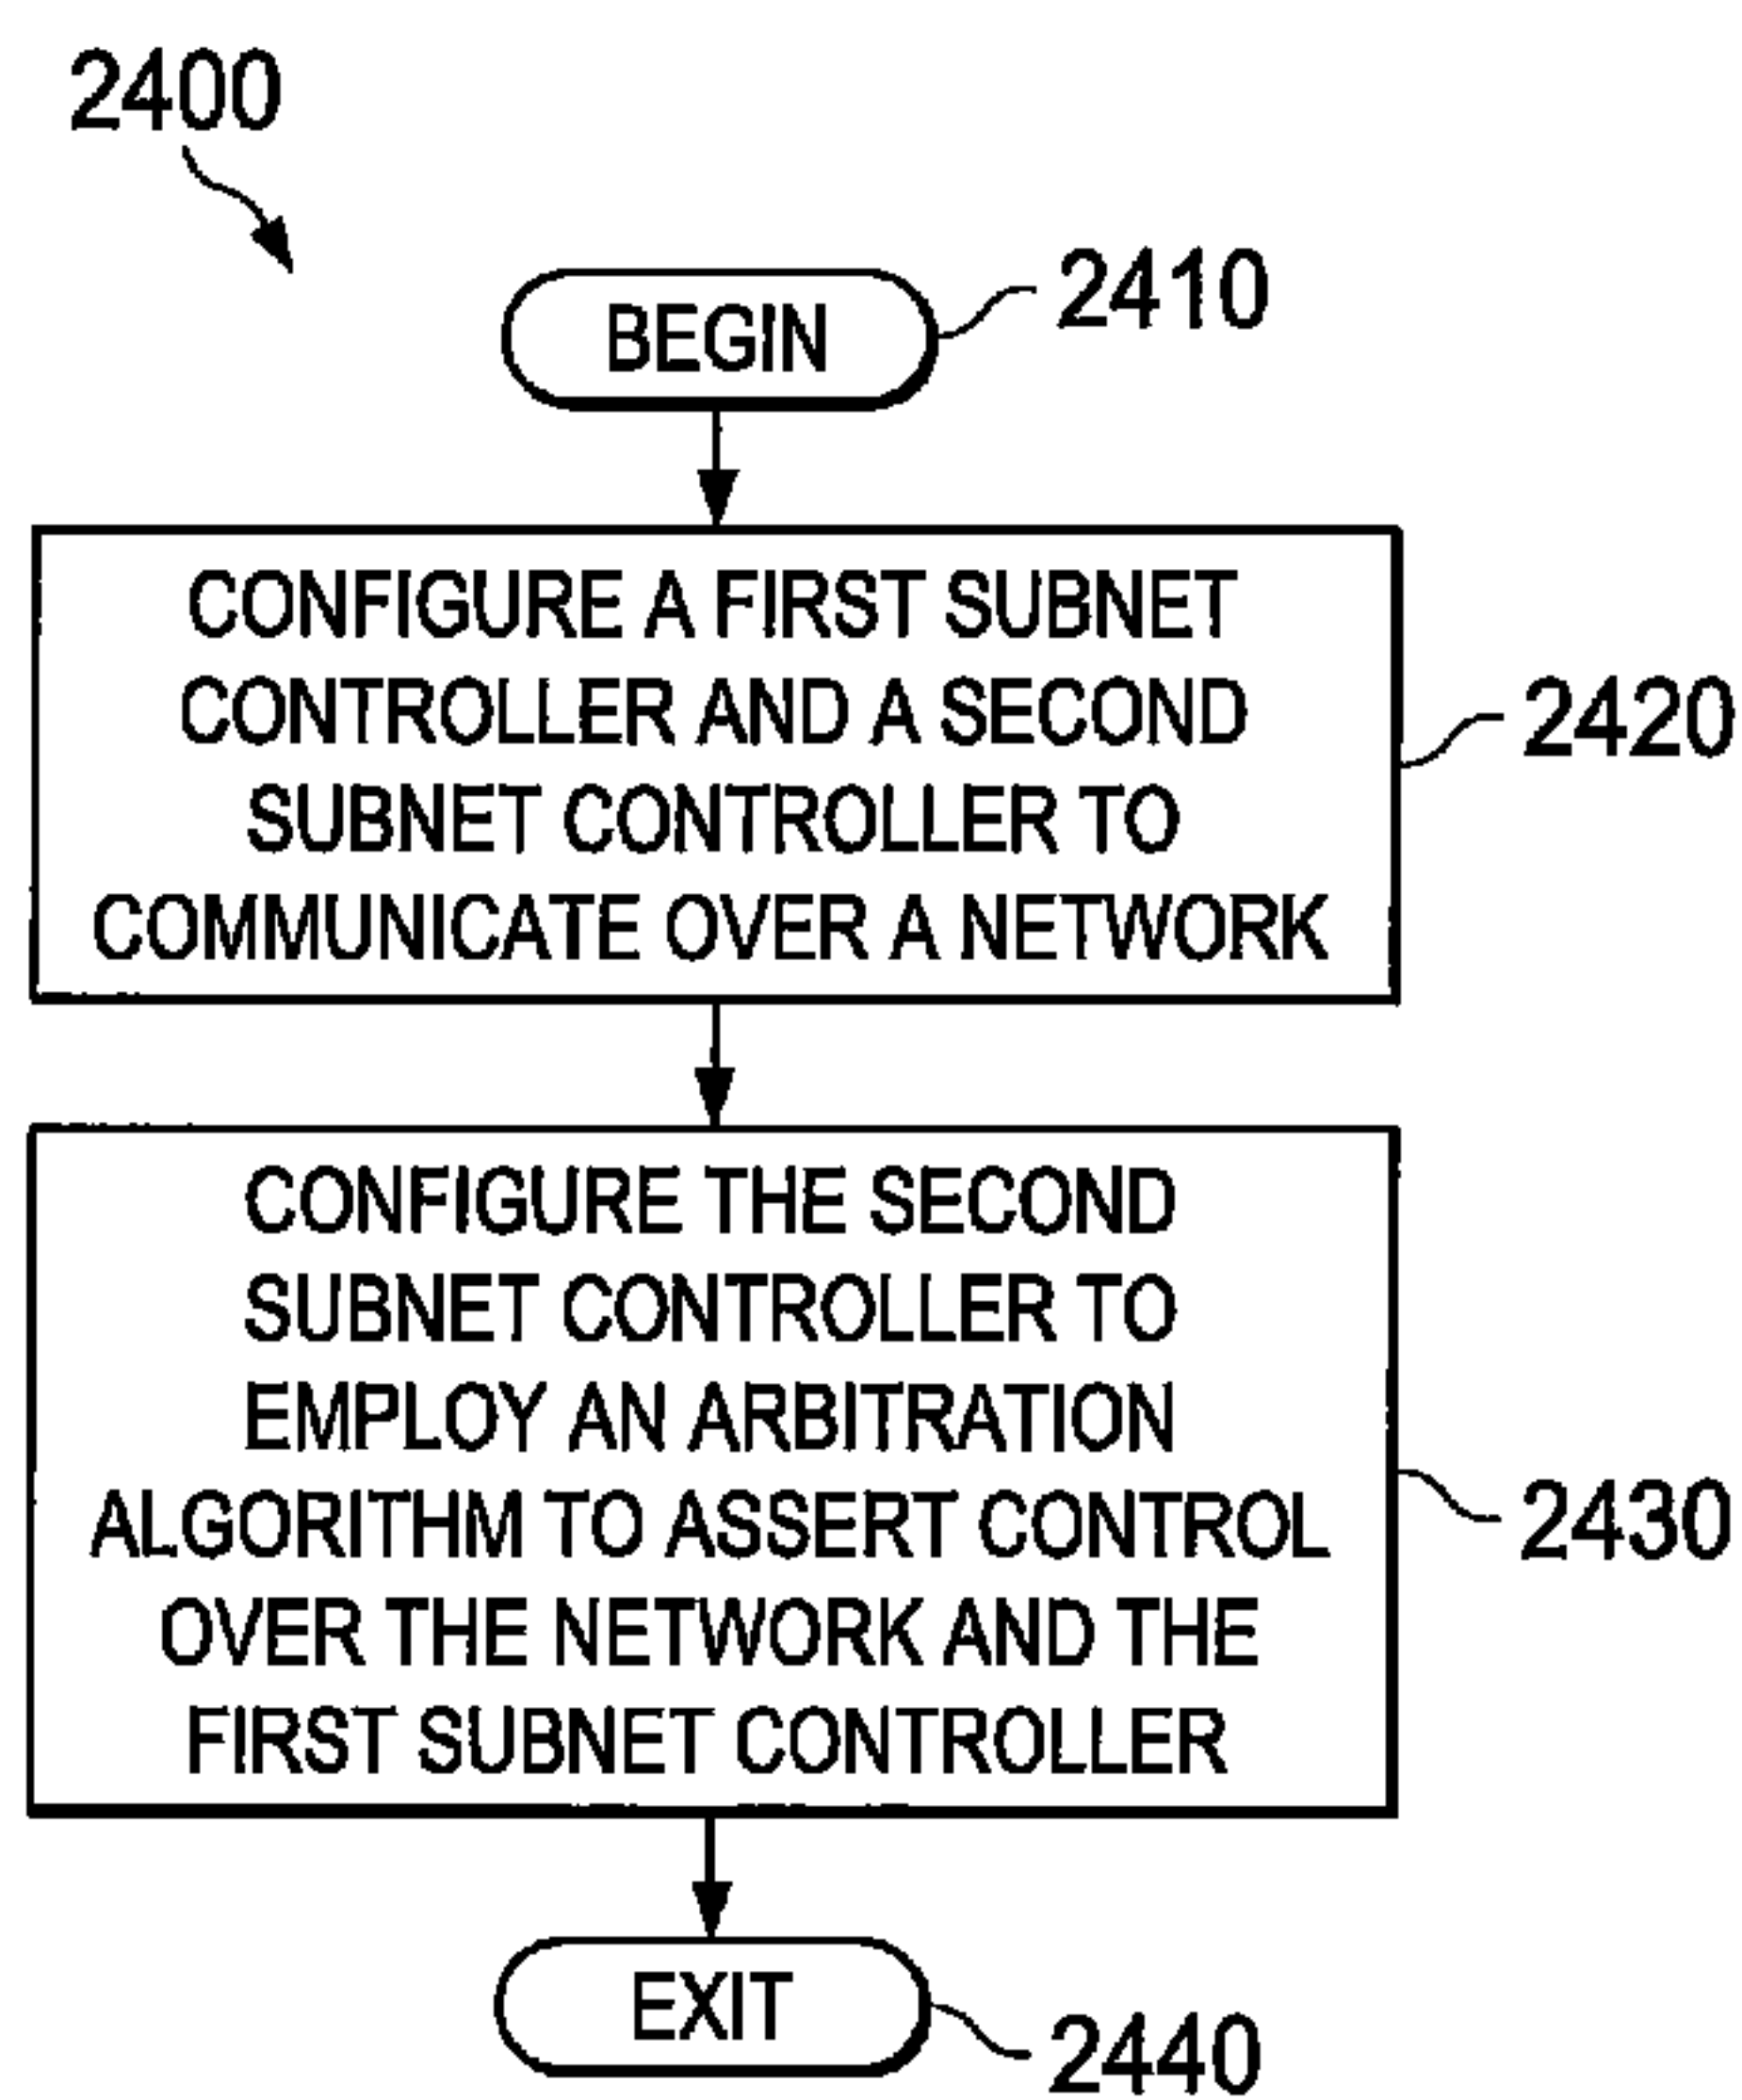 2400
BEGIN
2410
CONFIGURE A FIRST SUBNET
CONTROLLER AND A SECOND
SUBNET CONTROLLER TO
COMMUNICATE OVER A NETWORK
2420
CONFIGURE THE SECOND
SUBNET CONTROLLER TO
EMPLOY AN ARBITRATION
ALGORITHM TO ASSERT CONTROL
OVER THE NETWORK AND THE
FIRST SUBNET CONTROLLER
2430
EXIT
2440